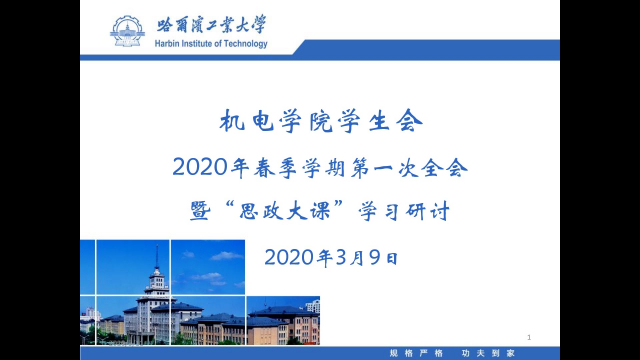 哈爾濱工業大学
Harbin Institute of Technology
机电学院学生会
2020年春季学期第一次全会
暨“思政大课”学习研讨
2020年3月9日
1
规格严格 功夫到家